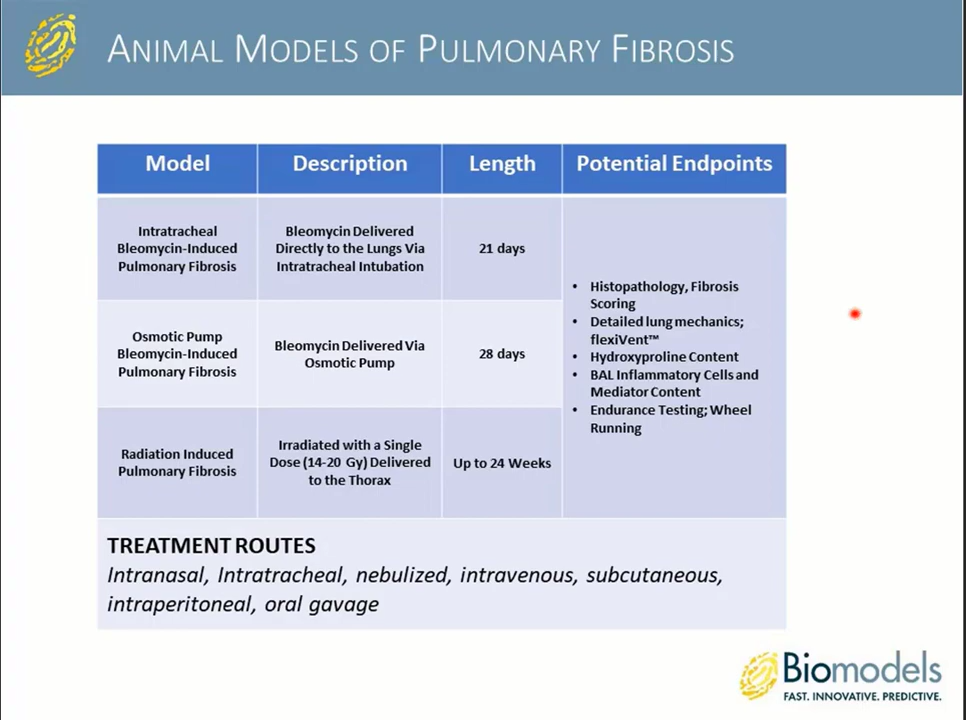 ANIMAL MODELS OF PULMONARY FIBROSIS
Model
Description
Length
Potential Endpoints
Intratracheal
Bleomycin-Induced
Pulmonary Fibrosis
Bleomycin Delivered
Directly to the Lungs Via
Intratracheal Intubation
21 days
Osmotic Pump
Bleomycin-Induced
Pulmonary Fibrosis
Bleomycin Delivered Via
Osmotic Pump
28 days
Radiation Induced
Pulmonary Fibrosis
Irradiated with a Single
Dose (14-20 Gy) Delivered
to the Thorax
Up to 24 Weeks
• Histopathology, Fibrosis
Scoring
• Detailed lung mechanics;
flexiVent™
• Hydroxyproline Content
• BAL Inflammatory Cells and
Mediator Content
• Endurance Testing; Wheel
Running
TREATMENT ROUTES
Intranasal, Intratracheal, nebulized, intravenous, subcutaneous,
intraperitoneal, oral gavage
Biomodels
FAST. INNOVATIVE. PREDICTIVE.